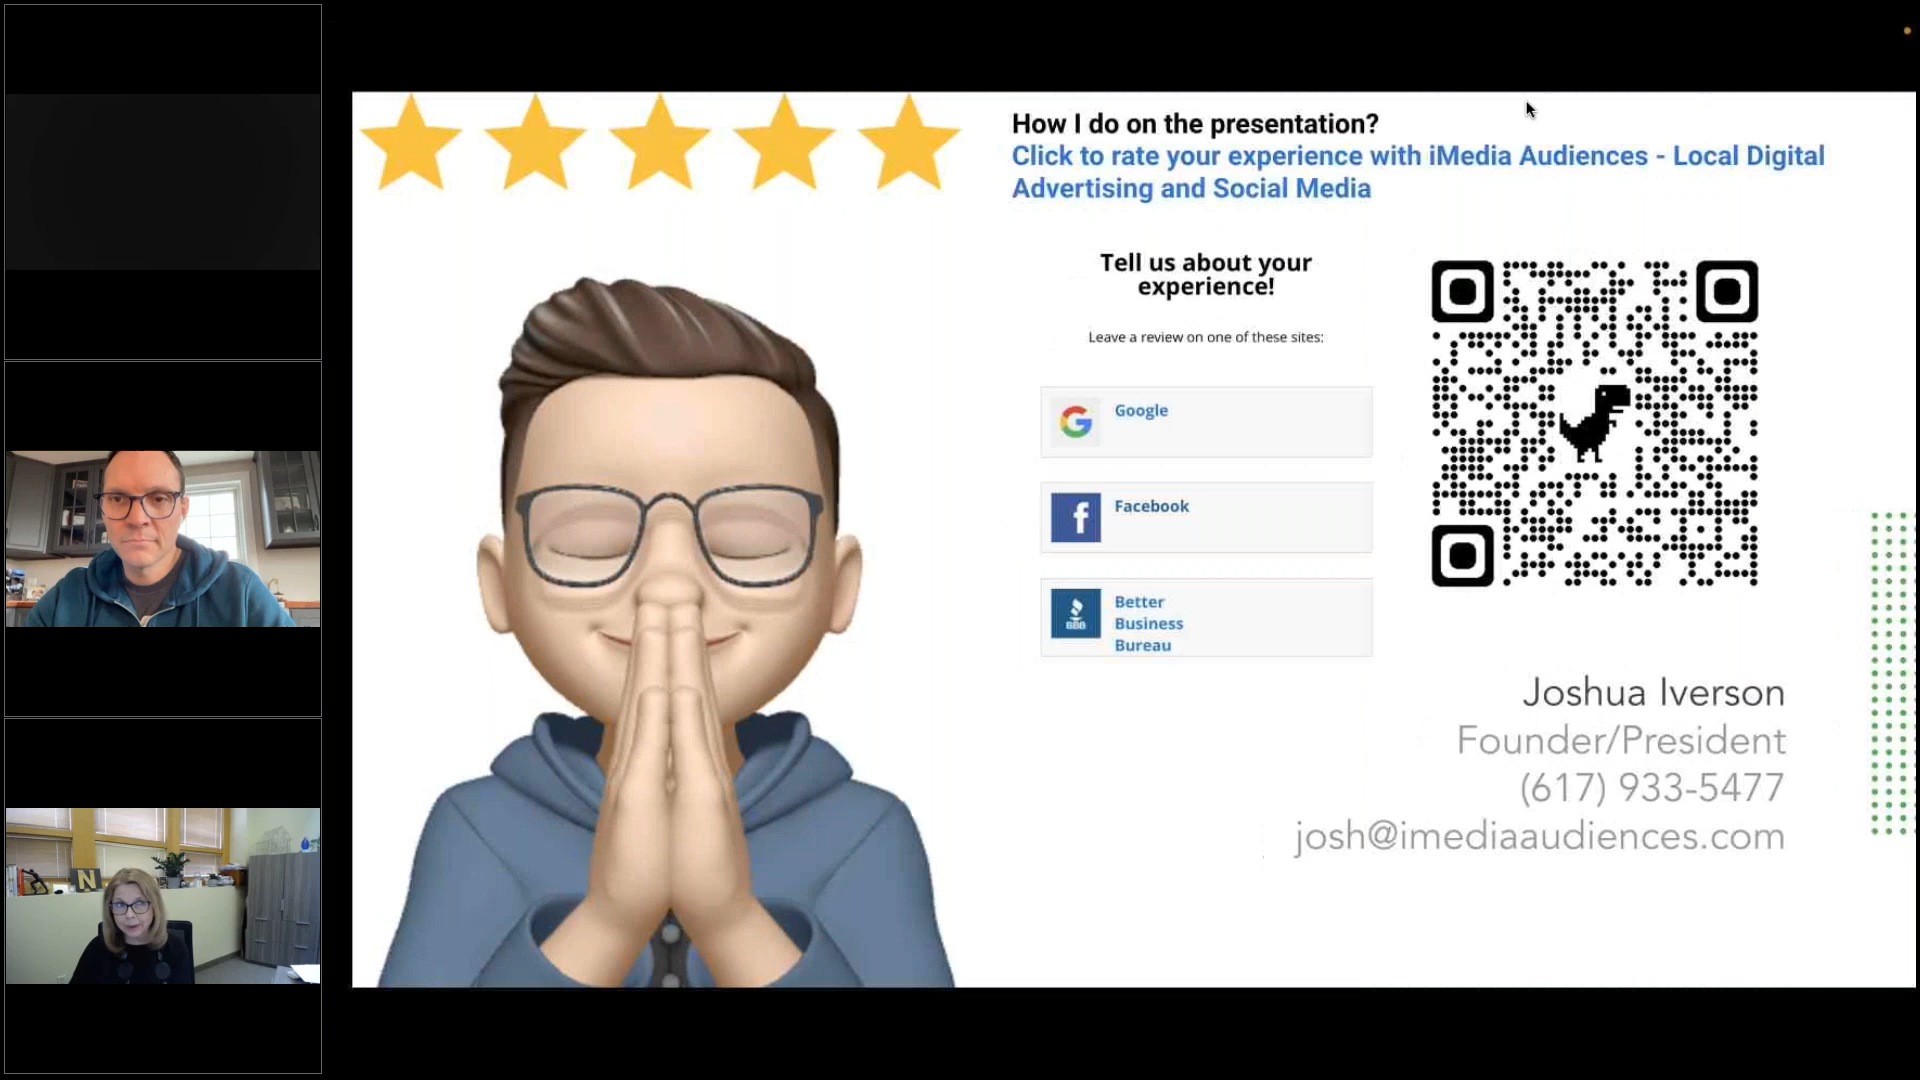 How I do on the presentation?
Click to rate your experience with iMedia Audiences - Local Digital
Advertising and Social Media
Tell us about your
experience!
Leave a review on one of these sites:
Google
Facebook
BBB
Better
Business
Bureau
Joshua Iverson
Founder/President
(617) 933-5477
josh@imediaaudiences.com
N